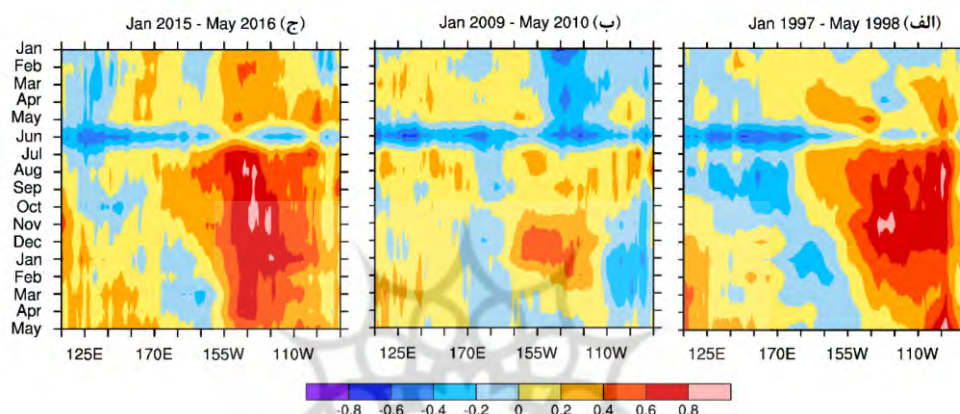 Jan 2015 - May 2016 (ج)
Jan 2009 - May 2010 (ب)
Jan 1997 - May 1998 (الف)
Jan
Feb
Mar
Apr
May
Jun
Jul
Aug
Sep
Oct
Nov
Dec
Jan
Feb
Mar
Apr
May
125E 170E 155W 110W
125E 170E 155W 110W
125E 170E 155W 110W
-0.8 -0.6 -0.4 -0.2 0 0.2 0.4 0.6 0.8